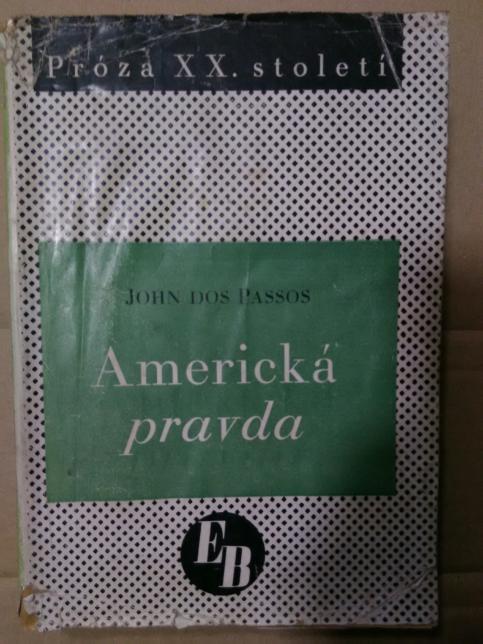 Próza XX. století
JOHN DOS PASSOS
Americká
pravda
EB